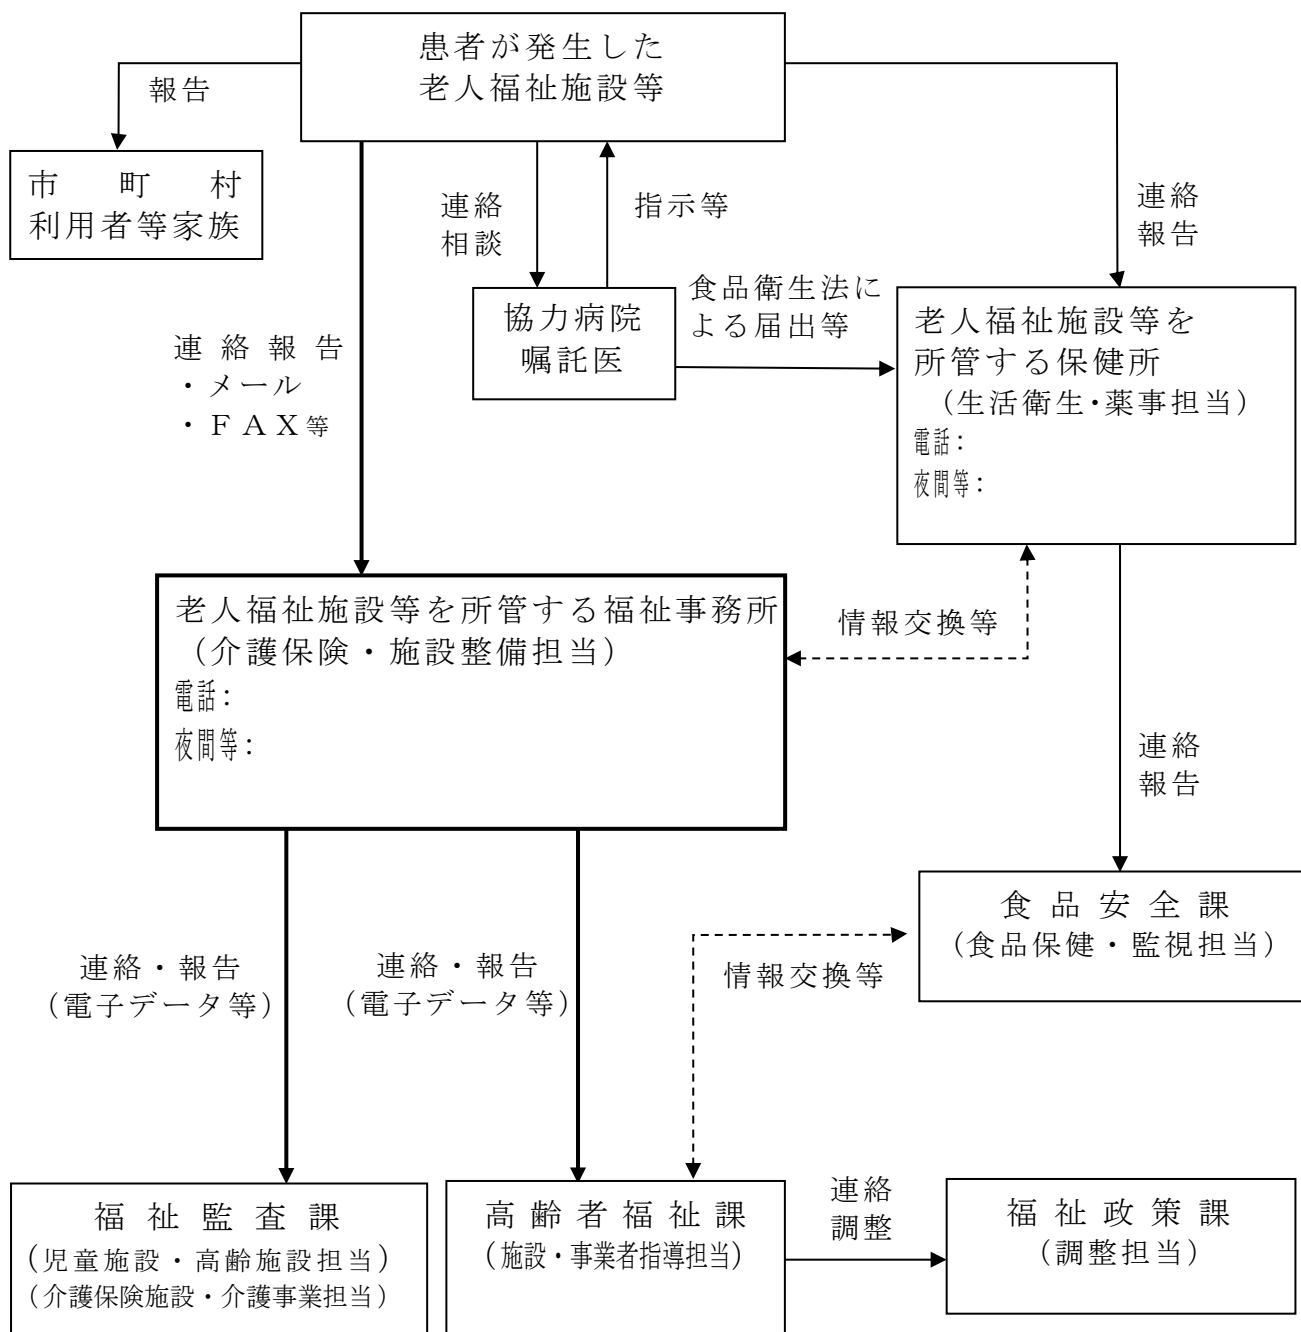 患者が発生した
老人福祉施設等
報告
市町村
利用者等家族
連絡
相談
指示等
連絡
報告
食品衛生法に
よる届出等
協力病院
嘱託医
老人福祉施設等を
所管する保健所
（生活衛生・薬事担当）
電話：
夜間等：
連絡報告
・メール
・ＦＡＸ等
老人福祉施設等を所管する福祉事務所
（介護保険・施設整備担当）
電話：
夜間等：
情報交換等
連絡
報告
食品安全課
（食品保健・監視担当）
連絡・報告
（電子データ等）
連絡・報告
（電子データ等）
情報交換等
福祉監査課
（児童施設・高齢施設担当）
（介護保険施設・介護事業担当）
高齢者福祉課
（施設・事業者指導担当）
連絡
調整
福祉政策課
（調整担当）